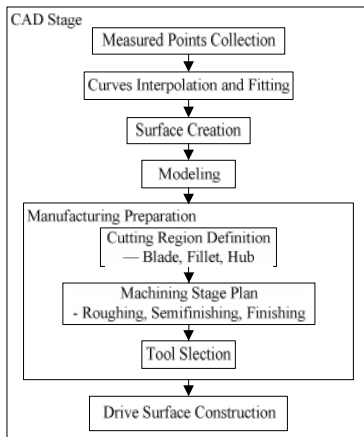 CAD Stage
Measured Points Collection
Curves Interpolation and Fitting
Surface Creation
Modeling
Manufacturing Preparation
Cutting Region Definition
— Blade, Fillet, Hub
Machining Stage Plan
- Roughing, Semifinishing, Finishing
Tool Slection
Drive Surface Construction